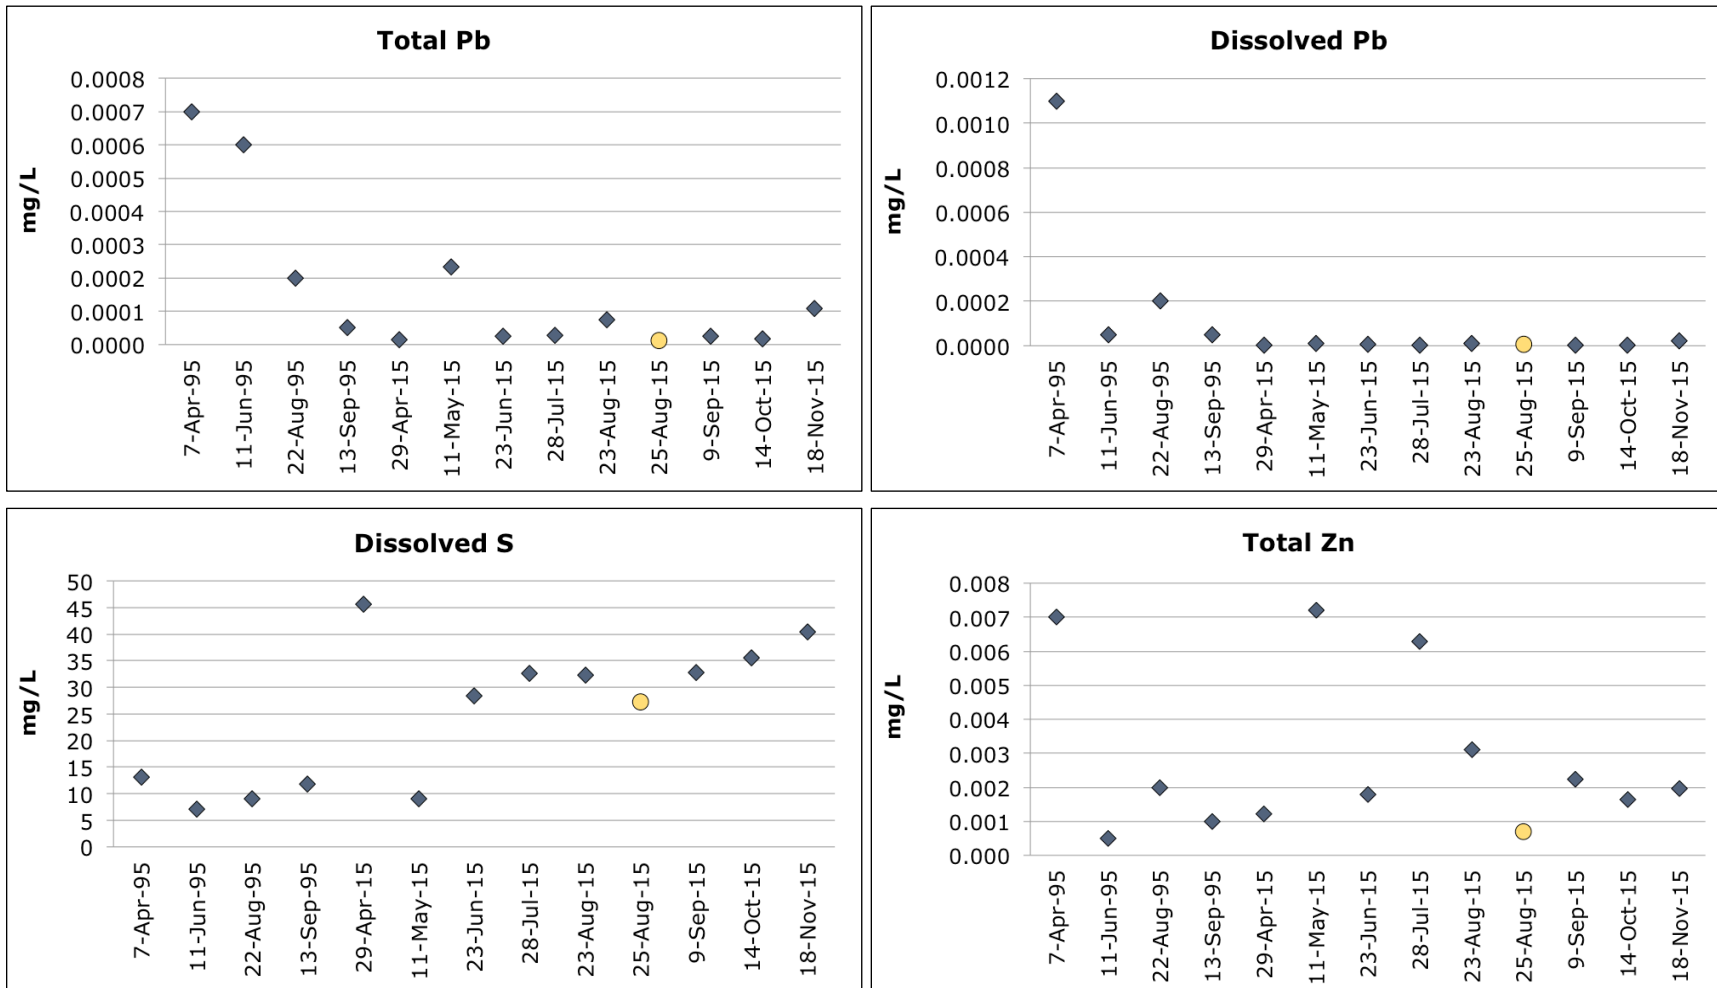 Total Pb
mg/L
0.0008
0.0007
0.0006
0.0005
0.0004
0.0003
0.0002
0.0001
0.0000
7-Apr-95
11-Jun-95
22-Aug-95
13-Sep-95
29-Apr-15
11-May-15
23-Jun-15
28-Jul-15
23-Aug-15
25-Aug-15
9-Sep-15
14-Oct-15
18-Nov-15
Dissolved Pb
mg/L
0.0012
0.0010
0.0008
0.0006
0.0004
0.0002
0.0000
7-Apr-95
11-Jun-95
22-Aug-95
13-Sep-95
29-Apr-15
11-May-15
23-Jun-15
28-Jul-15
23-Aug-15
25-Aug-15
9-Sep-15
14-Oct-15
18-Nov-15
Dissolved S
mg/L
50
45
40
35
30
25
20
15
10
5
0
7-Apr-95
11-Jun-95
22-Aug-95
13-Sep-95
29-Apr-15
11-May-15
23-Jun-15
28-Jul-15
23-Aug-15
25-Aug-15
9-Sep-15
14-Oct-15
18-Nov-15
Total Zn
mg/L
0.008
0.007
0.006
0.005
0.004
0.003
0.002
0.001
0.000
7-Apr-95
11-Jun-95
22-Aug-95
13-Sep-95
29-Apr-15
11-May-15
23-Jun-15
28-Jul-15
23-Aug-15
25-Aug-15
9-Sep-15
14-Oct-15
18-Nov-15